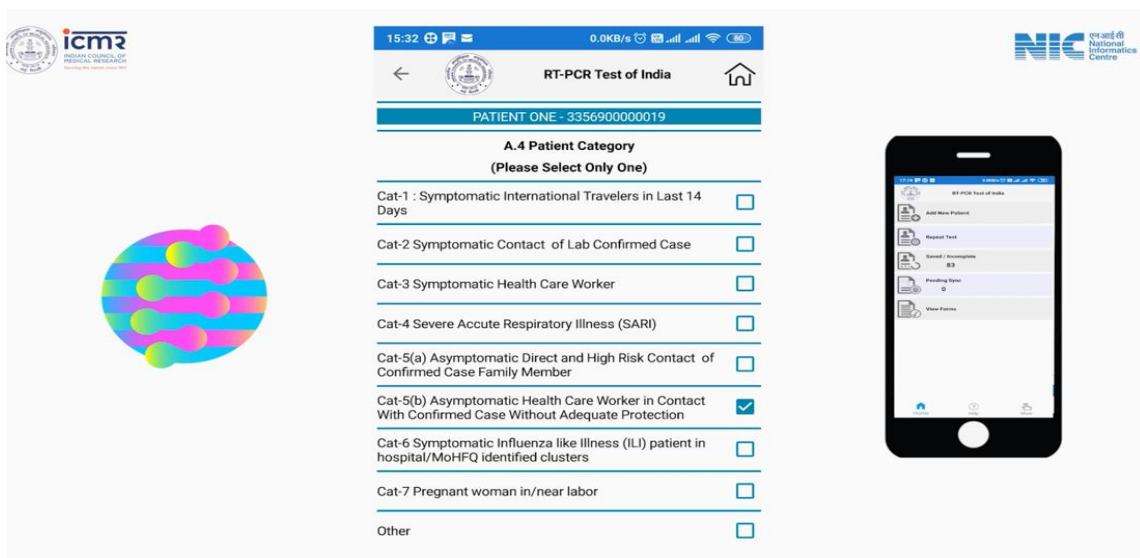 icmr
INDIAN COUNCIL OF
MEDICAL RESEARCH
15:32
0.0KB/s
80
RT-PCR Test of India
PATIENT ONE - 3356900000019
A.4 Patient Category
(Please Select Only One)
Cat-1 : Symptomatic International Travelers in Last 14
Days
Cat-2 Symptomatic Contact of Lab Confirmed Case
Cat-3 Symptomatic Health Care Worker
Cat-4 Severe Accute Respiratory Illness (SARI)
Cat-5(a) Asymptomatic Direct and High Risk Contact of
Confirmed Case Family Member
Cat-5(b) Asymptomatic Health Care Worker in Contact
With Confirmed Case Without Adequate Protection
Cat-6 Symptomatic Influenza like Illness (ILI) patient in
hospital/MoHFQ identified clusters
Cat-7 Pregnant woman in/near labor
Other
NIC
एन आई सी
National
Informatics
Centre
RT-PCR Test of India
Add New Patient
Repeat Test
Saved / Incomplete
83
Pending Sync
0
View Forms
Home
Help
More